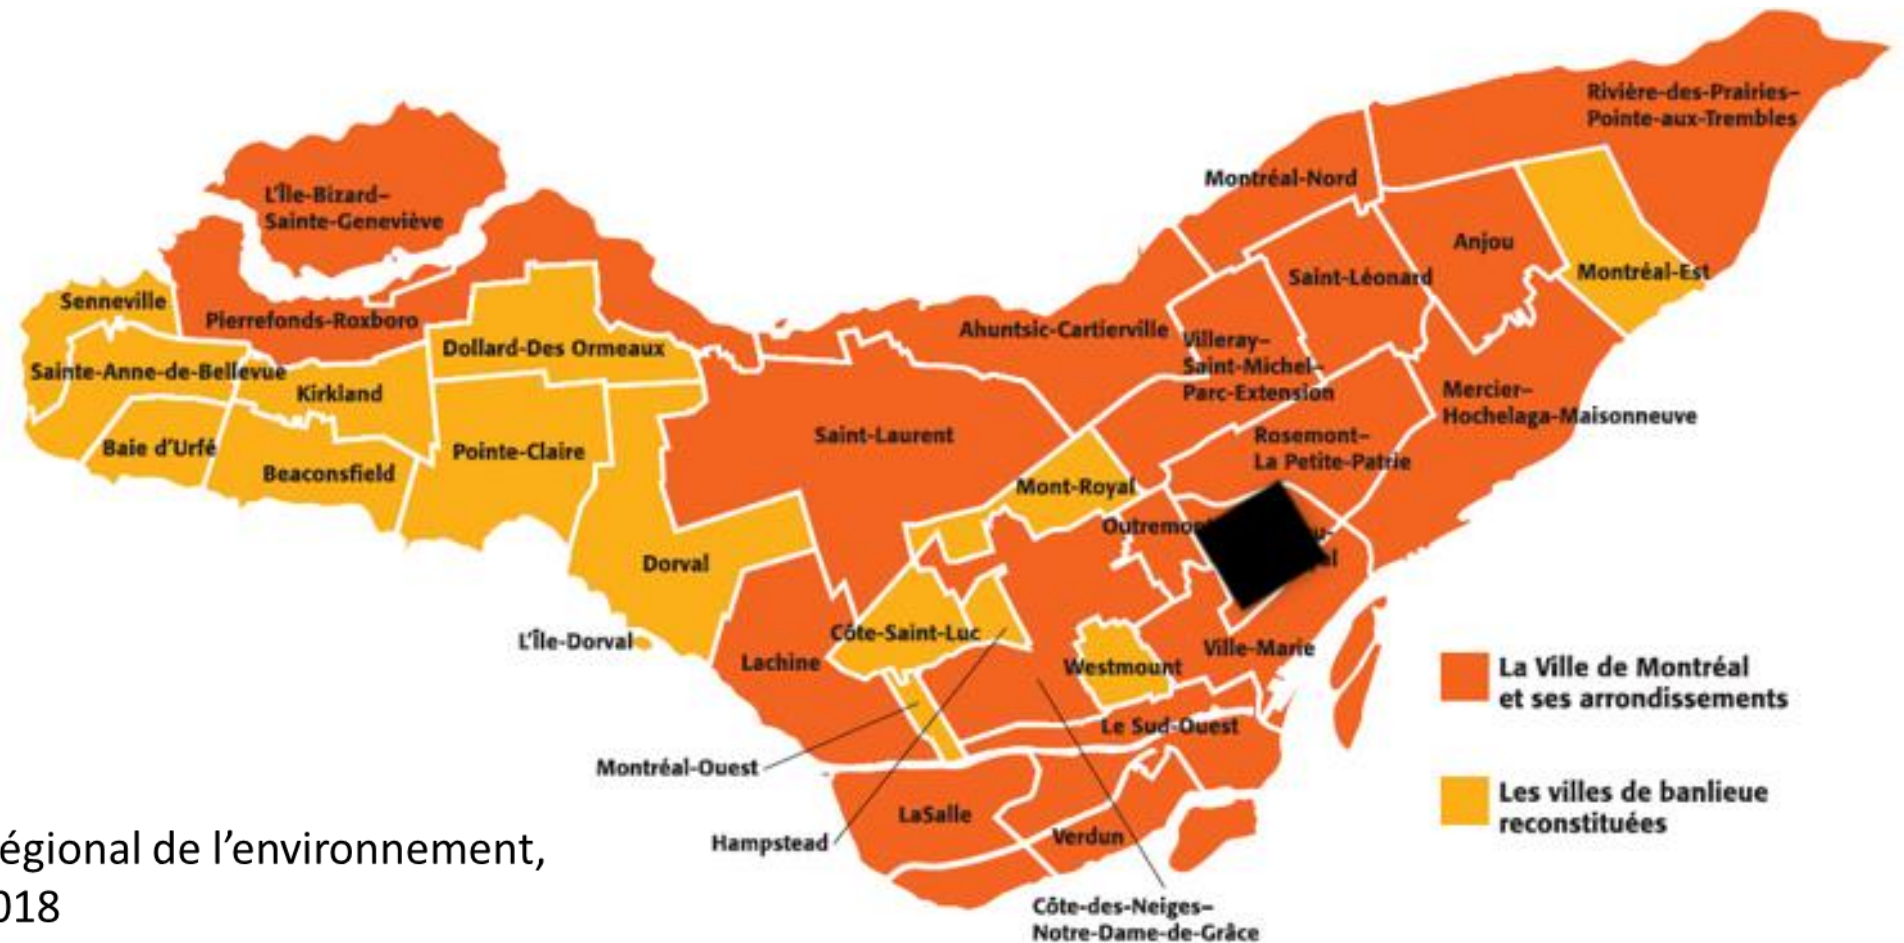 L'Île-Bizard–
Sainte-Geneviève
Senneville
Pierrefonds-Roxboro
Sainte-Anne-de-Bellevue
Kirkland
Dollard-Des Ormeaux
Baie d'Urfé
Beaconsfield
Pointe-Claire
Dorval
L'Île-Dorval
Saint-Laurent
Lachine
Ahuntsic-Cartierville
Montréal-Nord
Rivière-des-Prairies–
Pointe-aux-Trembles
Anjou
Saint-Léonard
Montréal-Est
Villeray–
Saint-Michel–
Parc-Extension
Mercier–
Hochelaga-Maisonneuve
Rosemont–
La Petite-Patrie
Mont-Royal
Côte-Saint-Luc
Westmount
Ville-Marie
Le Sud-Ouest
Montréal-Ouest
Hampstead
LaSalle
Verdun
Côte-des-Neiges–
Notre-Dame-de-Grâce
La Ville de Montréal
et ses arrondissements
Les villes de banlieue
reconstituées
égional de l’environnement,
018